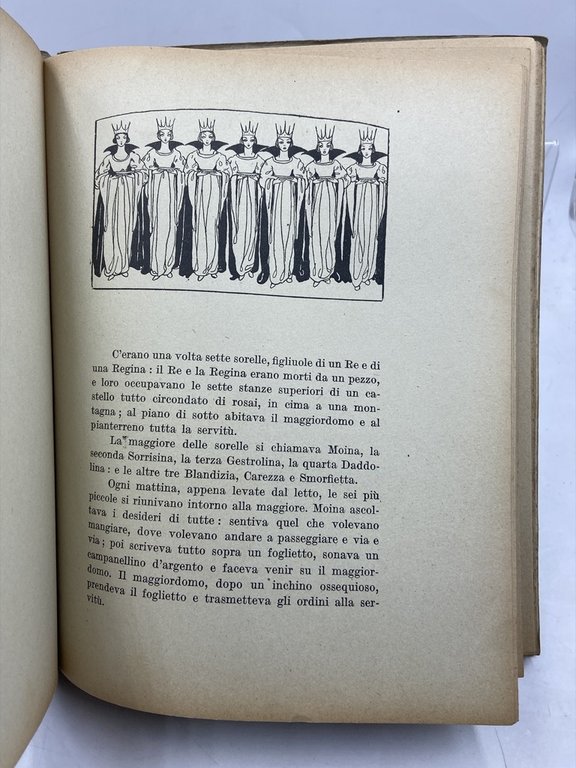 C'erano una volta sette sorelle, figliuole di un Re e di
una Regina : il Re e la Regina erano morti da un pezzo,
e loro occupavano le sette stanze superiori di un ca-
stello tutto circondato di rosai, in cima a una mon-
tagna ; al piano di sotto abitava il maggiordomo e al
pianterreno tutta la servitù.
La maggiore delle sorelle si chiamava Moina, la
seconda Sorrisina, la terza Gestrolina, la quarta Daddo-
lina : e le altre tre Blandizia, Carezza e Smorfietta.
Ogni mattina, appena levate dal letto, le sei più
piccole si riunivano intorno alla maggiore. Moina ascol-
tava i desideri di tutte : sentiva quel che volevano
mangiare, dove volevano andare a passeggiare e via e
via ; poi scriveva tutto sopra un foglietto, sonava un
campanellino d'argento e faceva venire su il maggior-
domo. Il maggiordomo, dopo un inchino ossequioso,
prendeva il foglietto e trasmetteva gli ordini alla ser-
vitù.